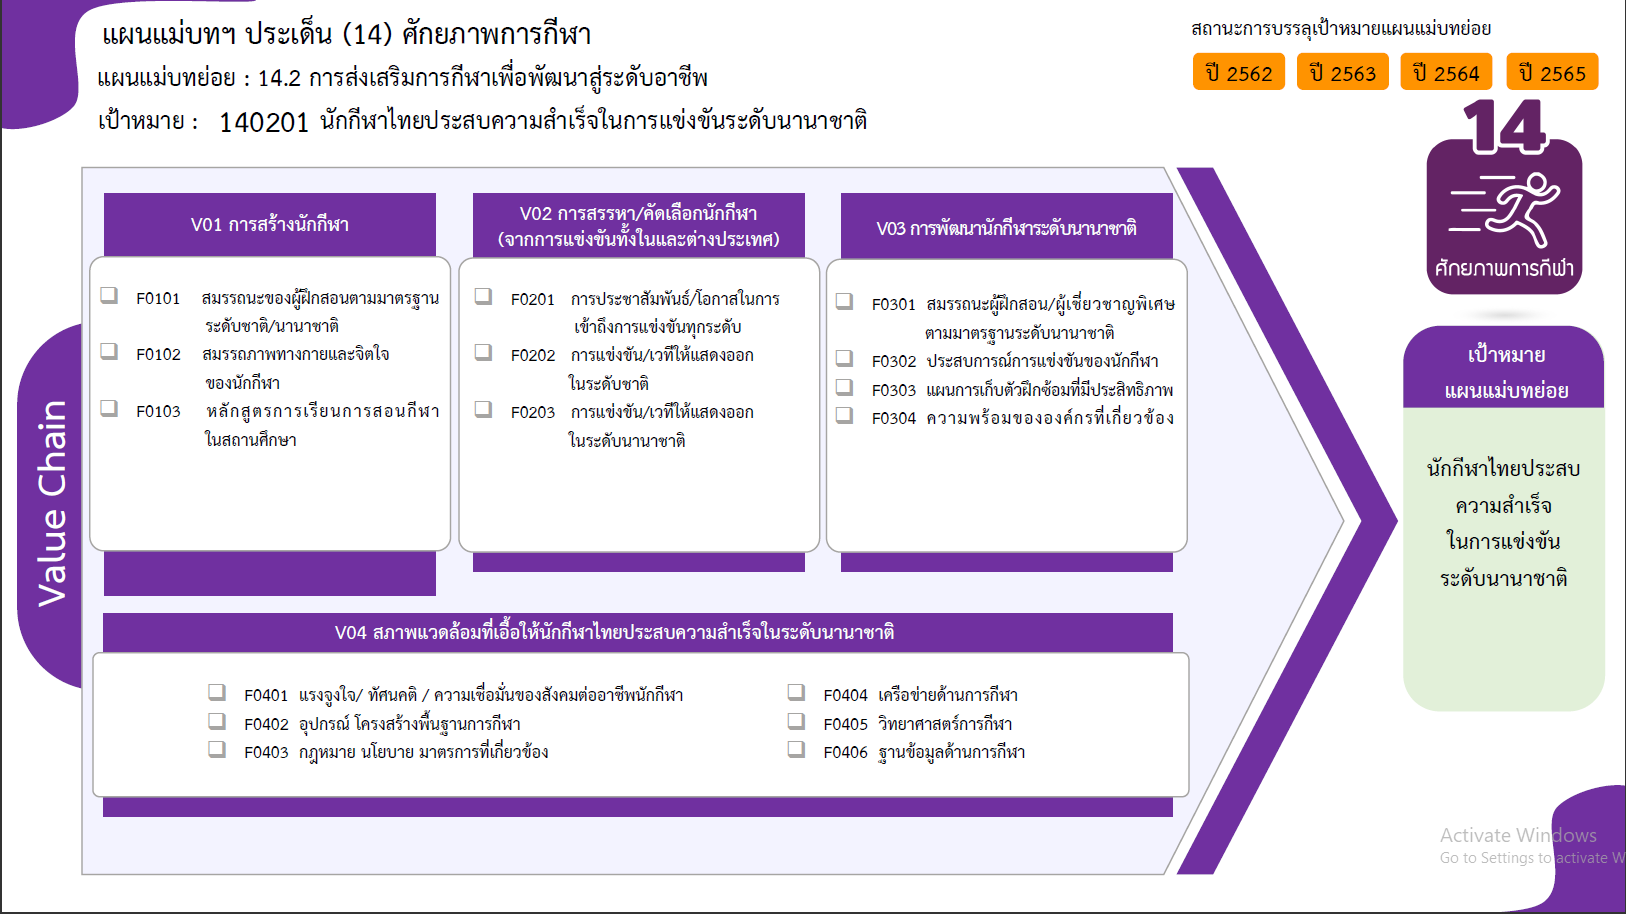 แผนแม่บทฯ ประเด็น (14) ศักยภาพการกีฬา
แผนแม่บทย่อย : 14.2 การส่งเสริมการกีฬาเพื่อพัฒนาสู่ระดับอาชีพ
เป้าหมาย : 140201 นักกีฬาไทยประสบความสำเร็จในการแข่งขันระดับนานาชาติ
สถานะการบรรลุเป้าหมายแผนแม่บทย่อย
ปี 2562 ปี 2563 ปี 2564 ปี 2565
14
ศักยภาพการกีฬา
Value Chain
V01 การสร้างนักกีฬา
F0101 สมรรถนะของผู้ฝึกสอนตามมาตรฐาน
ระดับชาติ/นานาชาติ
F0102 สมรรถภาพทางกายและจิตใจ
ของนักกีฬา
F0103 หลักสูตรการเรียนการสอนกีฬา
ในสถานศึกษา
V02 การสรรหา/คัดเลือกนักกีฬา
(จากการแข่งขันทั้งในและต่างประเทศ)
F0201 การประชาสัมพันธ์/โอกาสในการ
เข้าถึงการแข่งขันทุกระดับ
F0202 การแข่งขัน/เวทีให้แสดงออก
ในระดับชาติ
F0203 การแข่งขัน/เวทีให้แสดงออก
ในระดับนานาชาติ
V03 การพัฒนานักกีฬาระดับนานาชาติ
F0301 สมรรถนะผู้ฝึกสอน/ผู้เชี่ยวชาญพิเศษ
ตามมาตรฐานระดับนานาชาติ
F0302 ประสบการณ์การแข่งขันของนักกีฬา
F0303 แผนการเก็บตัวฝึกซ้อมที่มีประสิทธิภาพ
F0304 ความพร้อมขององค์กรที่เกี่ยวข้อง
V04 สภาพแวดล้อมที่เอื้อให้นักกีฬาไทยประสบความสำเร็จในระดับนานาชาติ
F0401 แรงจูงใจ/ ทัศนคติ / ความเชื่อมั่นของสังคมต่ออาชีพนักกีฬา
F0402 อุปกรณ์ โครงสร้างพื้นฐานการกีฬา
F0403 กฎหมาย นโยบาย มาตรการที่เกี่ยวข้อง
F0404 เครือข่ายด้านการกีฬา
F0405 วิทยาศาสตร์การกีฬา
F0406 ฐานข้อมูลด้านการกีฬา
เป้าหมาย
แผนแม่บทย่อย
นักกีฬาไทยประสบ
ความสำเร็จ
ในการแข่งขัน
ระดับนานาชาติ
Activate Windows
Go to Settings to activate W